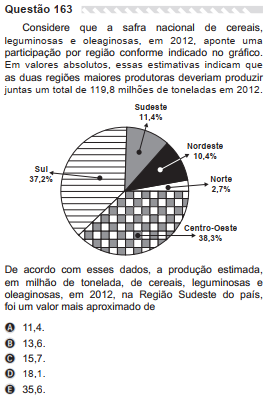 Questão 163
Considere que a safra nacional de cereais,
leguminosas e oleaginosas, em 2012, aponte uma
participação por região conforme indicado no gráfico.
Em valores absolutos, essas estimativas indicam que
as duas regiões maiores produtoras deveriam produzir
juntas um total de 119,8 milhões de toneladas em 2012.
Sudeste
11,4%
Nordeste
10,4%
Norte
2,7%
Sul
37,2%
Centro-Oeste
38,3%
De acordo com esses dados, a produção estimada,
em milhão de tonelada, de cereais, leguminosas e
oleaginosas, em 2012, na Região Sudeste do país,
foi um valor mais aproximado de
A 11,4.
B 13,6.
C 15,7.
D 18,1.
E 35,6.